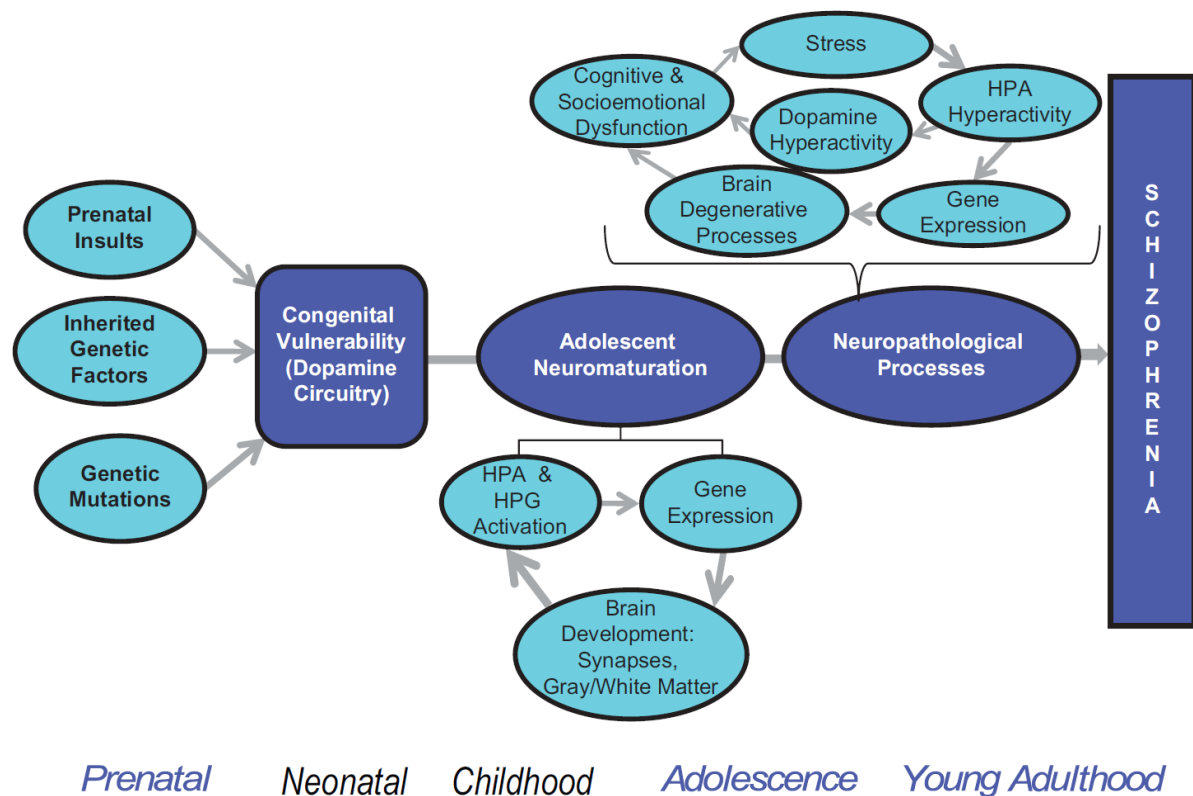 Stress
Cognitive &
Socioemotional
Dysfunction
HPA
Hyperactivity
Dopamine
Hyperactivity
Brain
Degenerative
Processes
Gene
Expression
Prenatal
Insults
Inherited
Genetic
Factors
Genetic
Mutations
Congenital
Vulnerability
(Dopamine
Circuitry)
Adolescent
Neuromaturation
Neuropathological
Processes
SCHIZOPHRENIA
HPA &
HPG
Activation
Gene
Expression
Brain
Development:
Synapses,
Gray/White Matter
Prenatal Neonatal Childhood Adolescence Young Adulthood